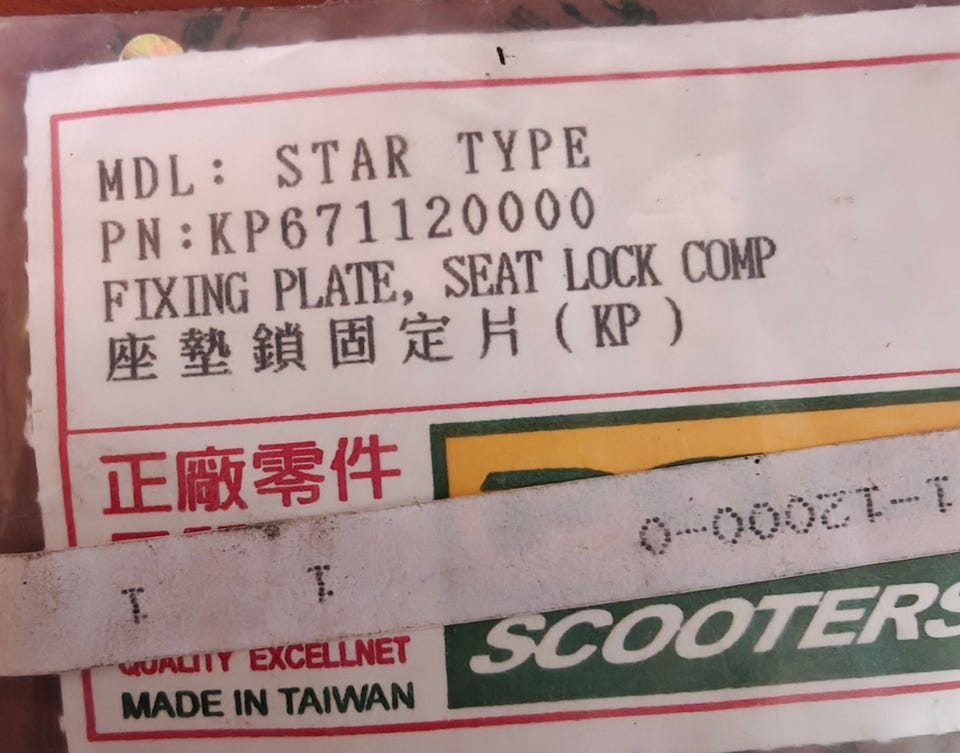 MDL: STAR TYPE
PN:KP671120000
FIXING PLATE, SEAT LOCK COMP
座墊鎖固定片(KP)
正廠零件
1-12000-0
I I
SCOOTERS
QUALITY EXCELLNET
MADE IN TAIWAN